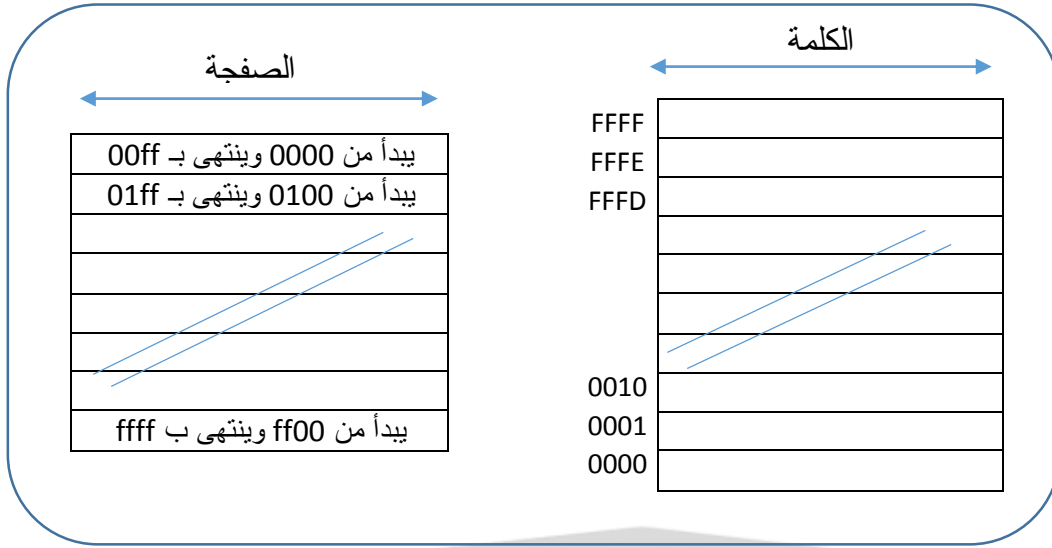 الكلمة
الصفجة
FFFF
FFFE
FFFD
0010
0001
0000
يبدأ من 0000 وينتهى بـ 00ff
يبدأ من 0100 وينتهى بـ 01ff
يبدأ من ff00 وينتهى ب ffff